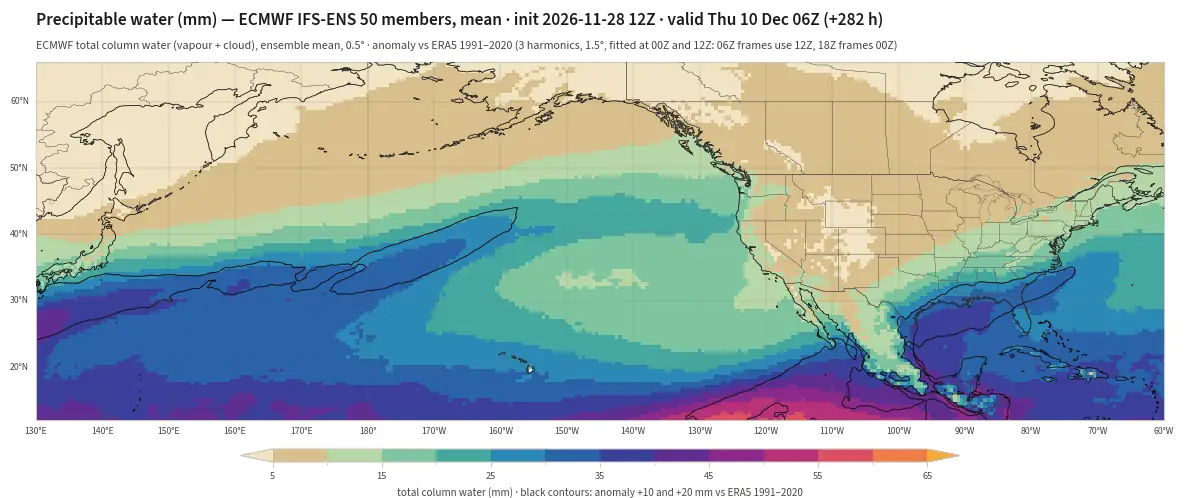 Precipitable water (mm) — ECMWF IFS-ENS 50 members, mean · init 2026-11-28 12Z · valid Thu 10 Dec 06Z (+282 h)
ECMWF total column water (vapour + cloud), ensemble mean, 0.5° · anomaly vs ERA5 1991–2020 (3 harmonics, 1.5°, fitted at 00Z and 12Z: 06Z frames use 12Z, 18Z frames 00Z)
60°N
50°N
40°N
30°N
20°N
130°E 140°E 150°E 160°E 170°E 180° 170°W 160°W 150°W 140°W 130°W 120°W 110°W 100°W 90°W 80°W 70°W 60°W
5 15 25 35 45 55 65
total column water (mm) · black contours: anomaly +10 and +20 mm vs ERA5 1991–2020